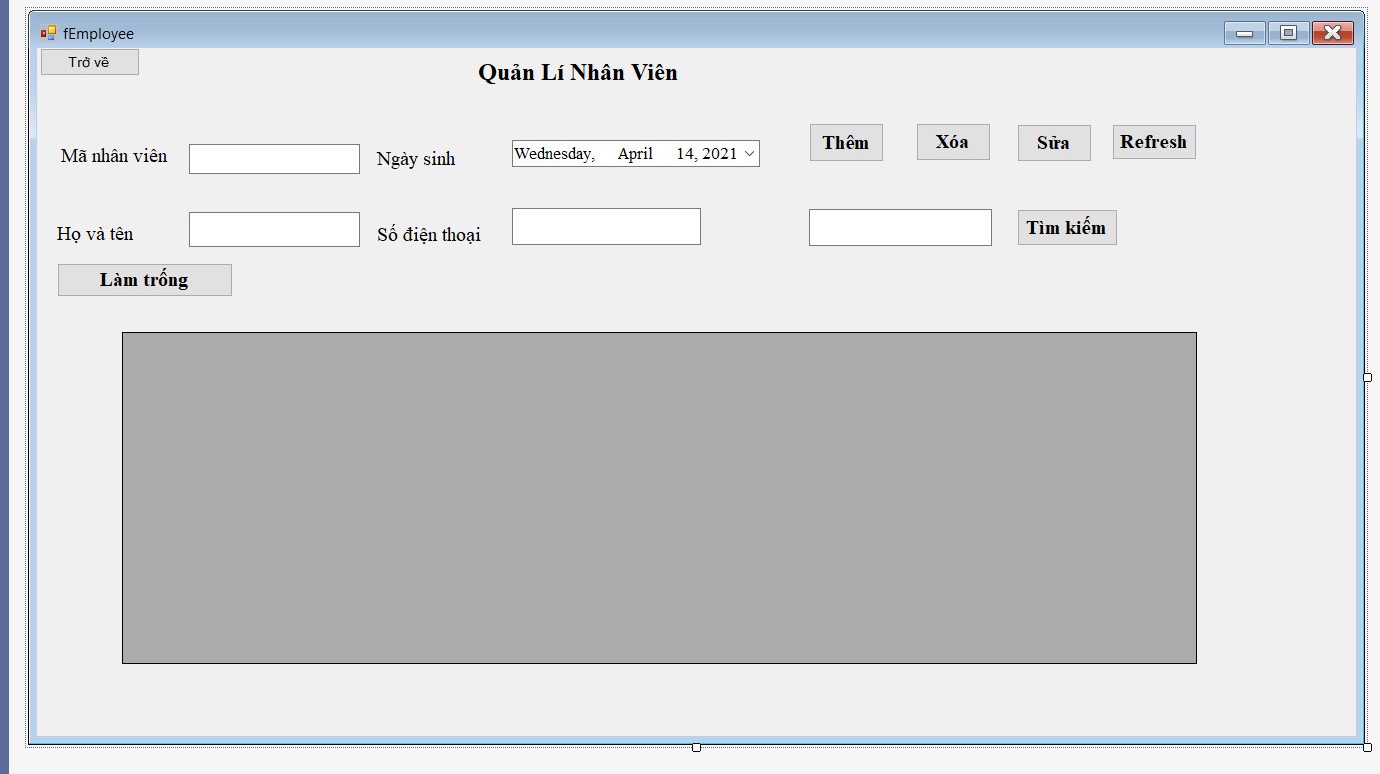 fEmployee
Trở về
Quản Lí Nhân Viên
Mã nhân viên
Ngày sinh
Wednesday, April 14, 2021
Thêm
Xóa
Sửa
Refresh
Họ và tên
Số điện thoại
Tìm kiếm
Làm trống